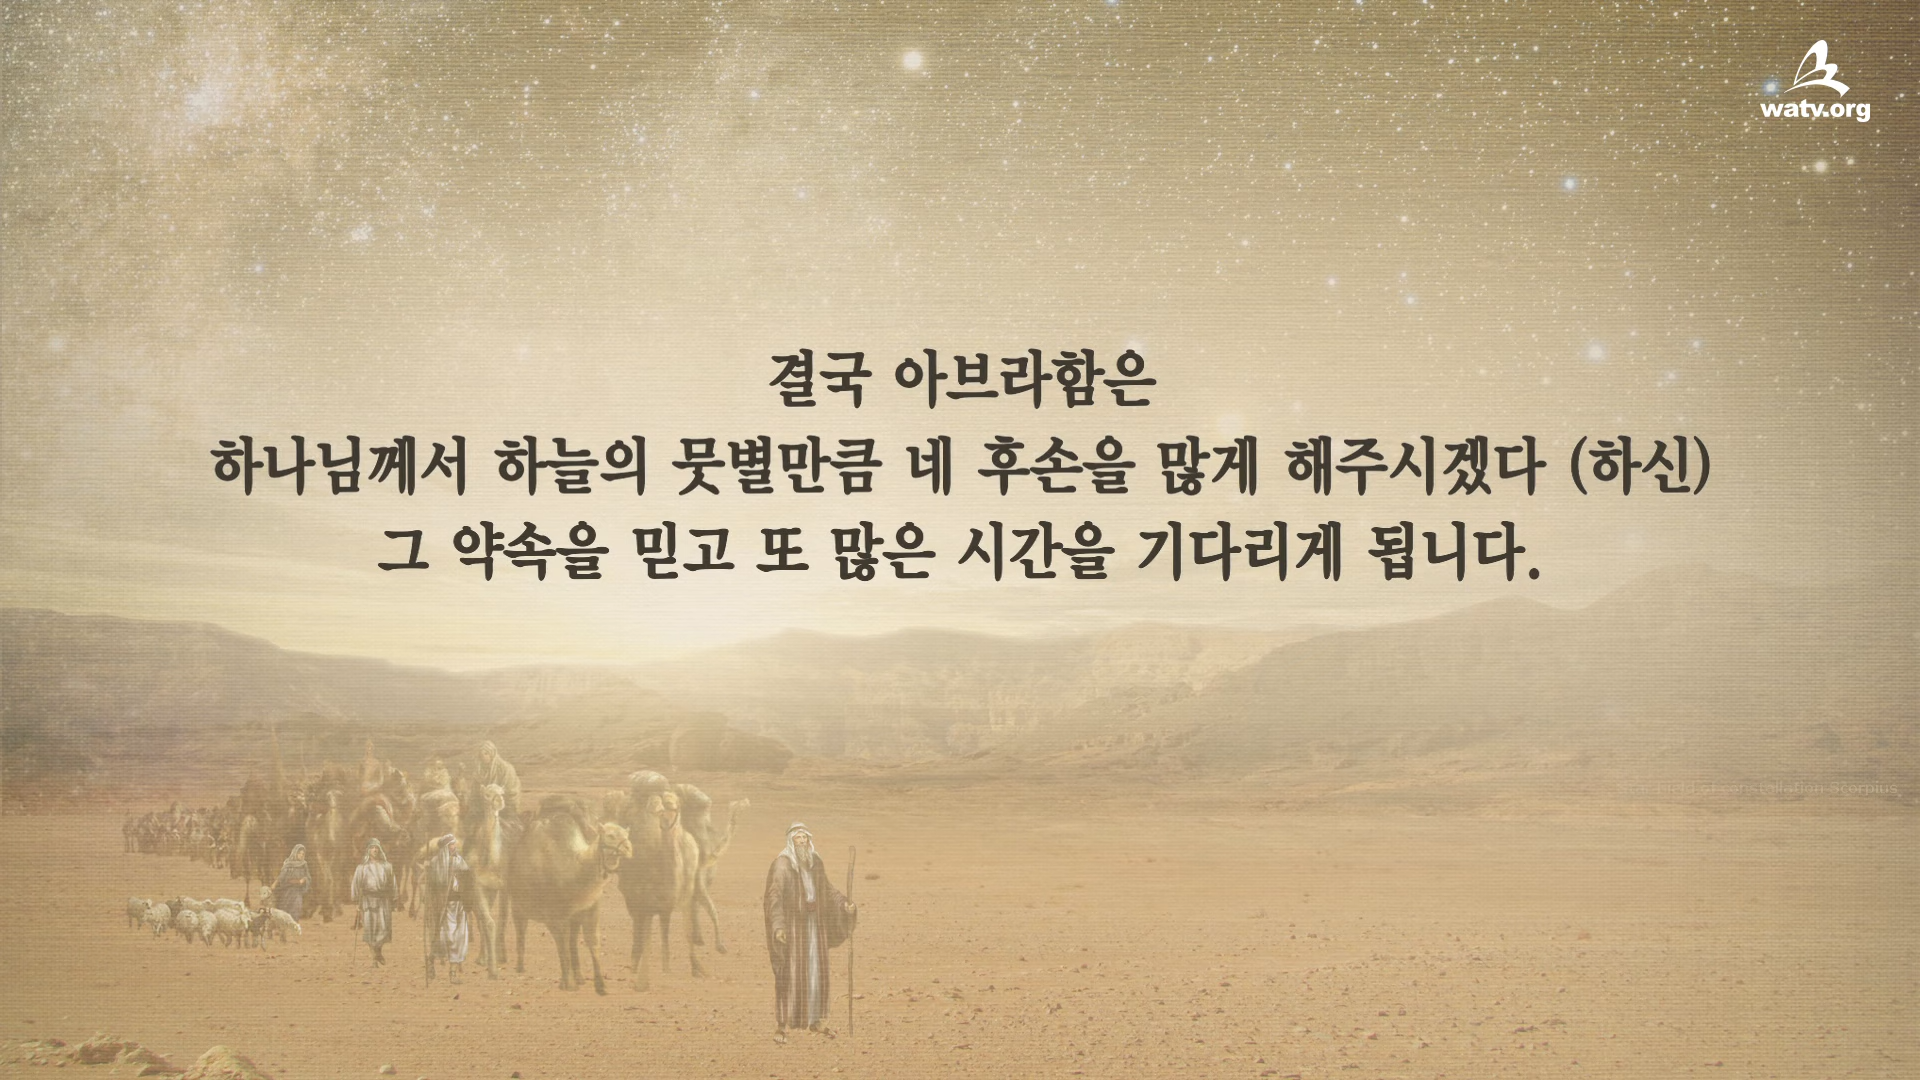 watv.org
결국 아브라함은
하나님께서 하늘의 뭇별만큼 네 후손을 많게 해주시겠다 (하신)
그 약속을 믿고 또 많은 시간을 기다리게 됩니다.
constellation Scorpius